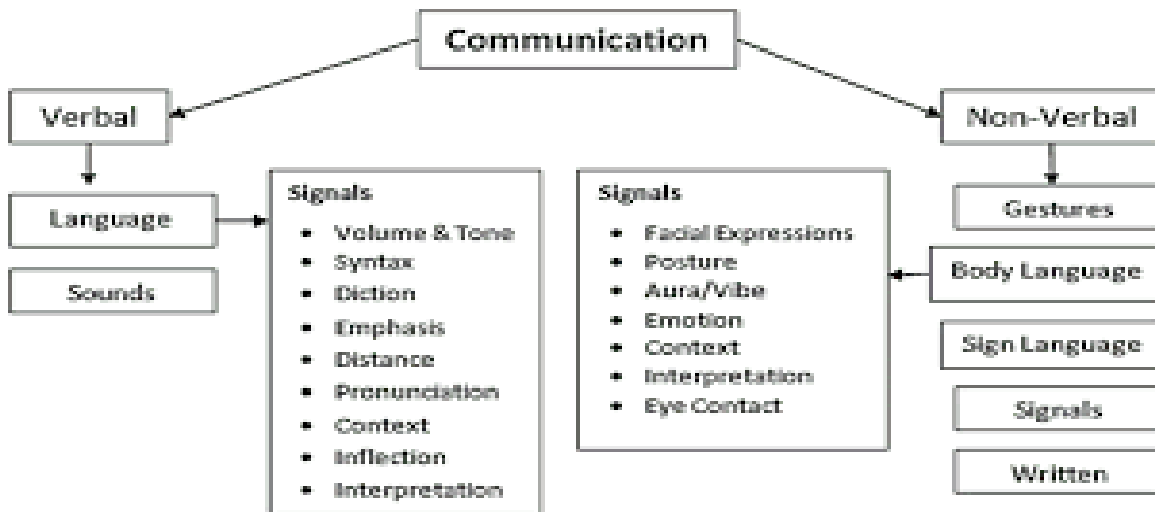 Communication
Verbal
Language
Sounds
Signals
• Volume & Tone
• Syntax
• Diction
• Emphasis
• Distance
• Pronunciation
• Context
• Inflection
• Interpretation
Signals
• Facial Expressions
• Posture
• Aura/Vibe
• Emotion
• Context
• Interpretation
• Eye Contact
Non-Verbal
Gestures
Body Language
Sign Language
Signals
Written